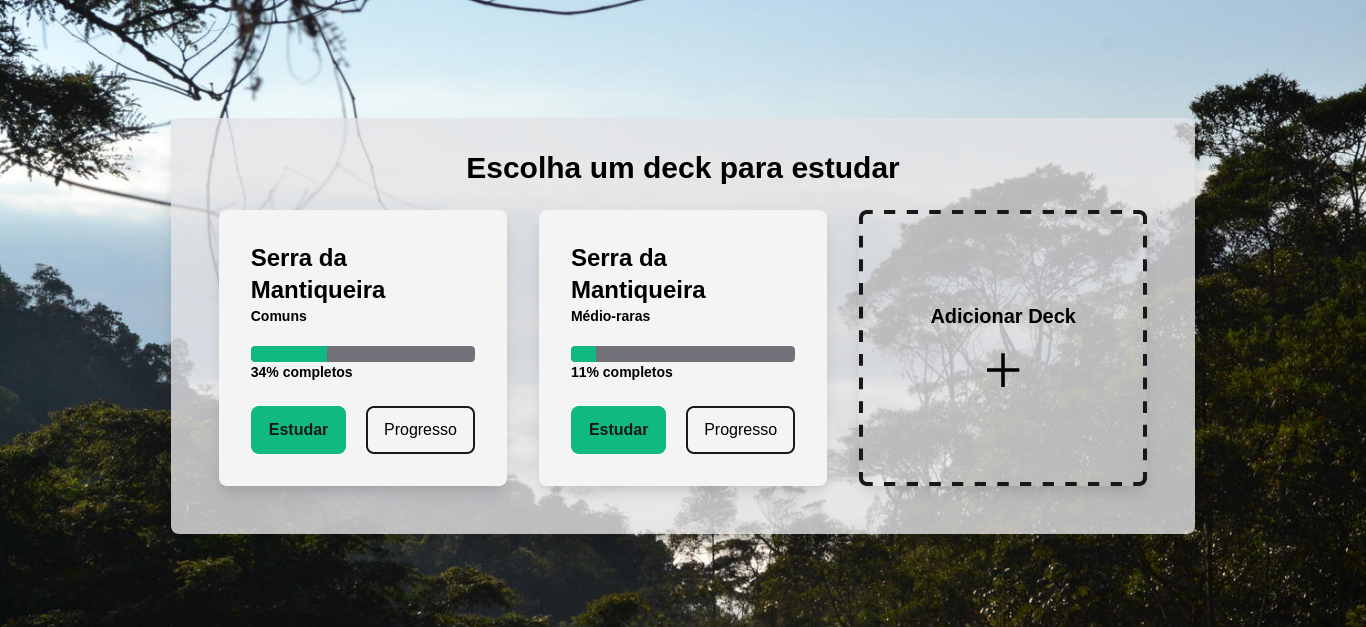 Escolha um deck para estudar
Serra da
Mantiqueira
Comuns
34% completos
Estudar Progresso
Serra da
Mantiqueira
Médio-raras
11% completos
Estudar Progresso
Adicionar Deck